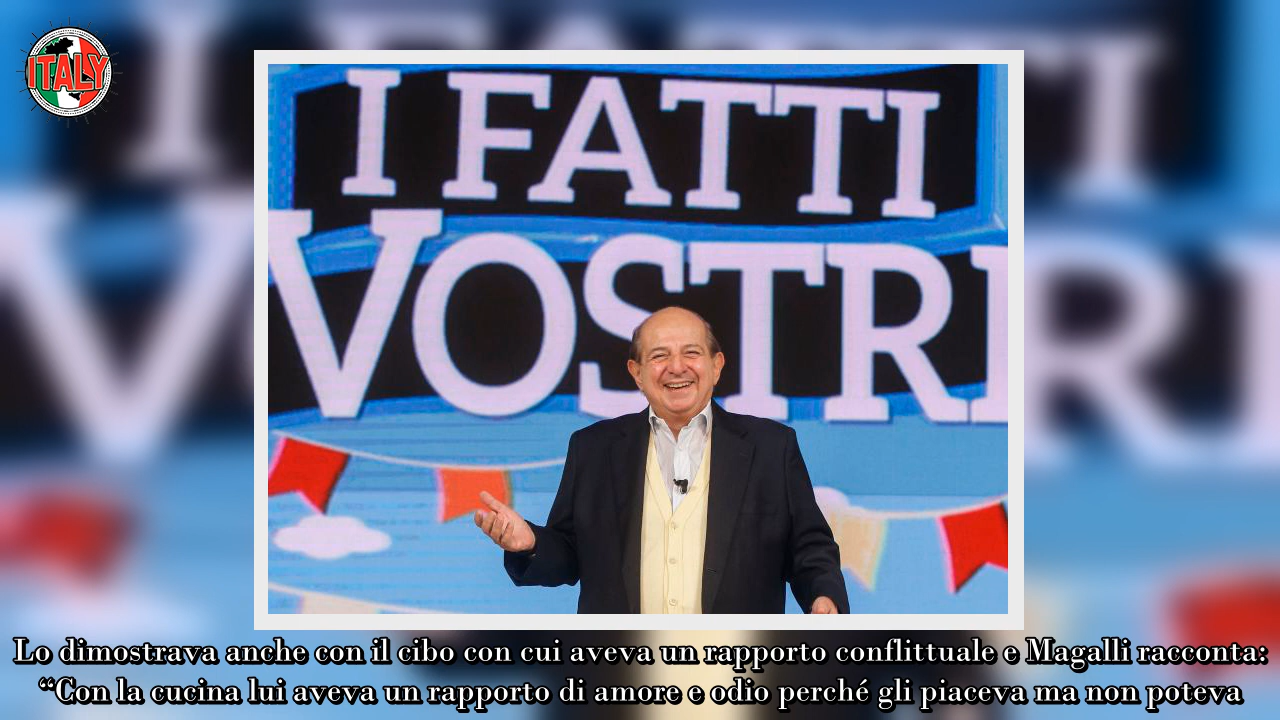 ITALY
I FATTI
VOSTRI
Lo dimostrava anche con il cibo con cui aveva un rapporto conflittuale e Magalli racconta:
“Con la cucina lui aveva un rapporto di amore e odio perché gli piaceva ma non poteva